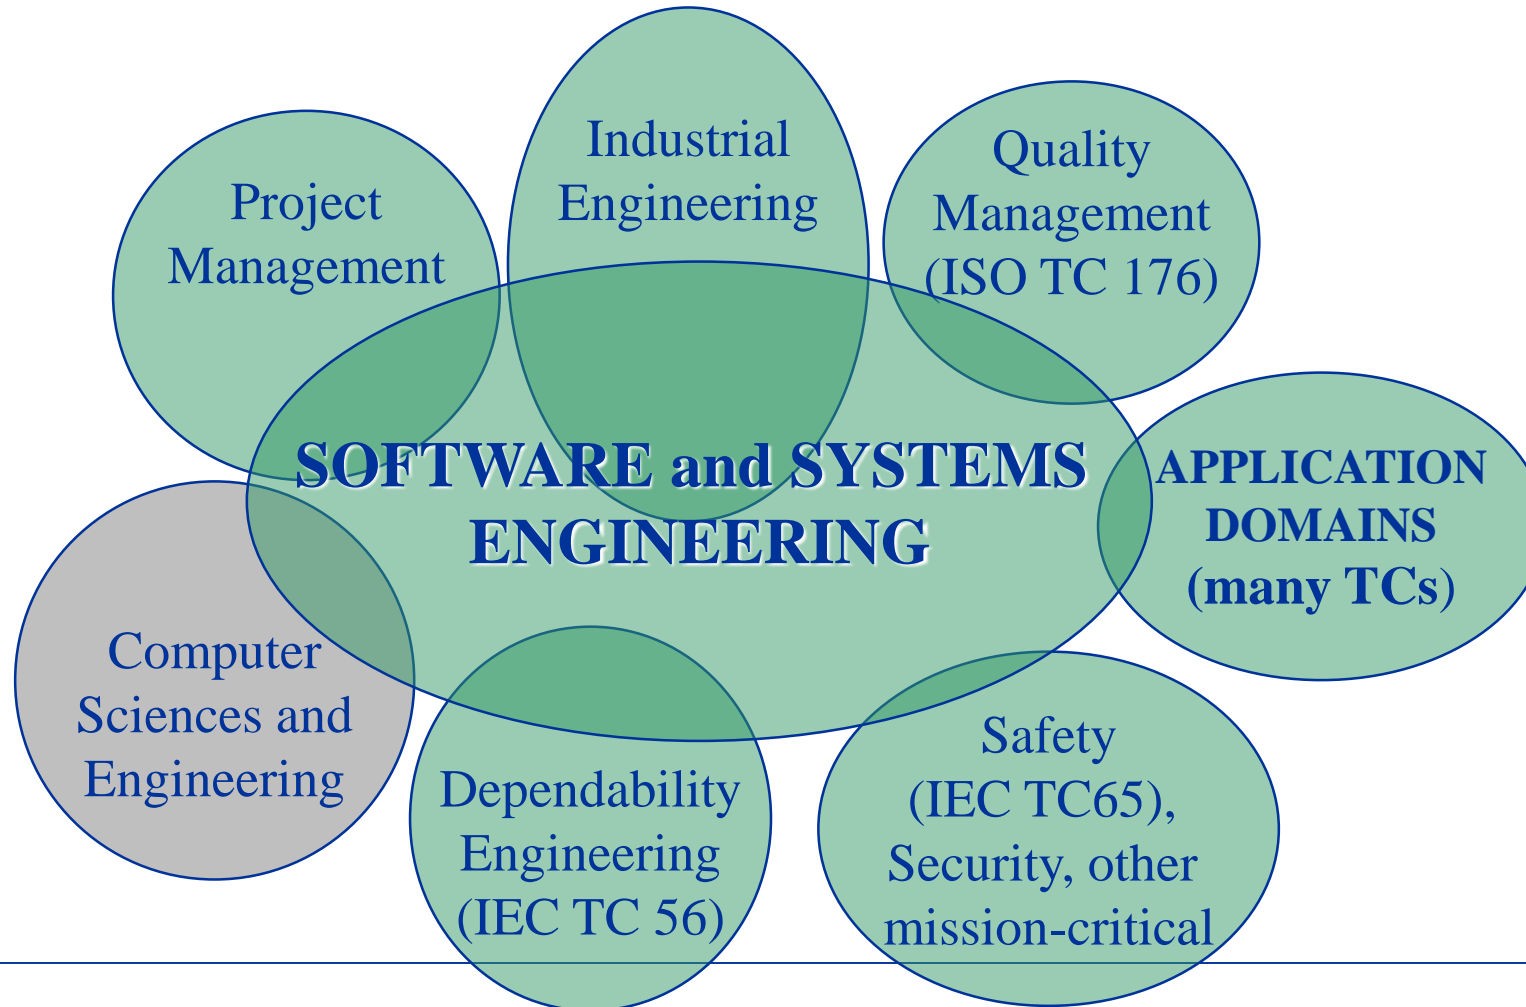 Industrial
Engineering
Quality
Management
(ISO TC 176)
Project
Management
SOFTWARE and SYSTEMS
ENGINEERING
APPLICATION
DOMAINS
(many TCs)
Computer
Sciences and
Engineering
Dependability
Engineering
(IEC TC 56)
Safety
(IEC TC65),
Security, other
mission-critical